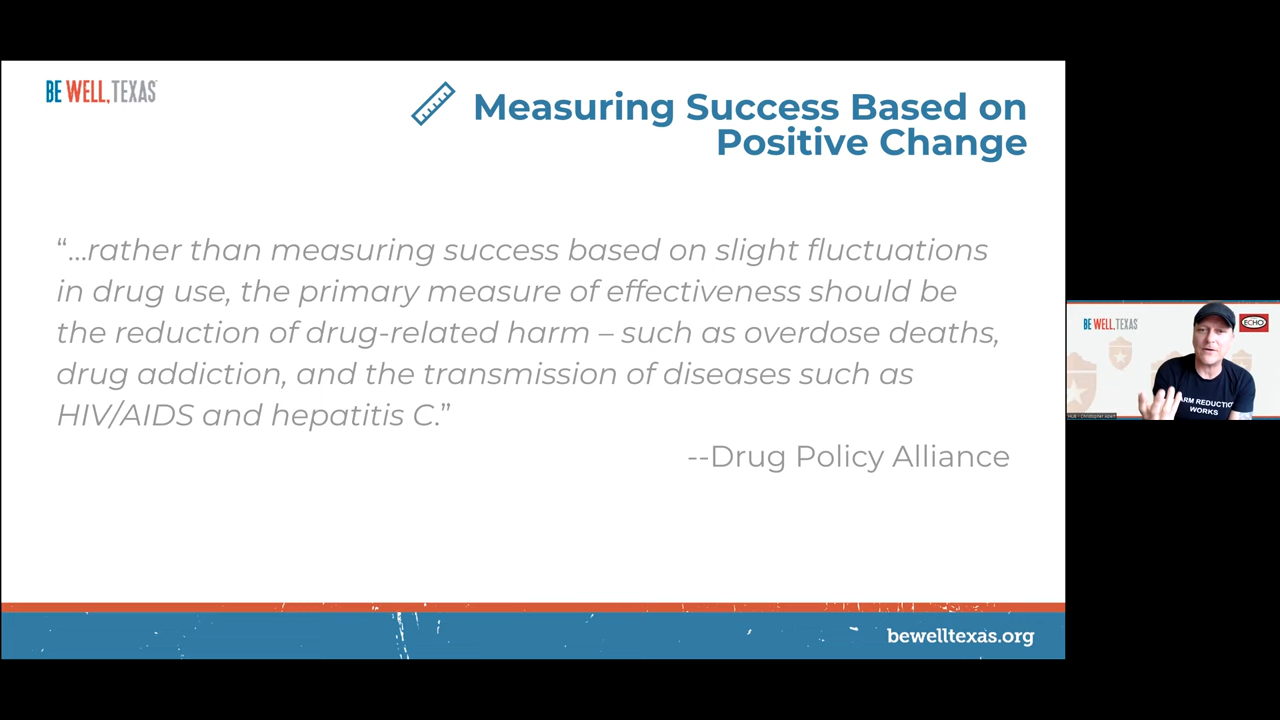 BE WELL, TEXAS
Measuring Success Based on
Positive Change
“…rather than measuring success based on slight fluctuations
in drug use, the primary measure of effectiveness should be
the reduction of drug-related harm – such as overdose deaths,
drug addiction, and the transmission of diseases such as
HIV/AIDS and hepatitis C.”
--Drug Policy Alliance
bewelltexas.org
BE WELL, TEXAS
ECHO
ARM REDUCTIO
WORKS